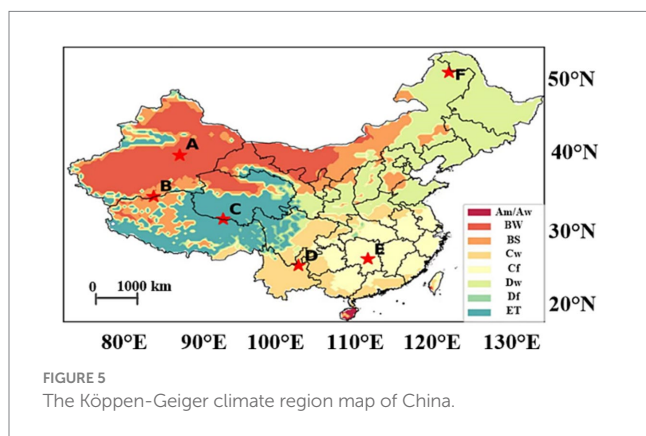 F
50°N
A
40°N
B
C
Am/Aw
BW
30°N
BS
D
E
Cw
Cf
Dw
0 1000 km
Df
20°N
ET
80°E 90°E 100°E 110°E 120°E 130°E
FIGURE 5
The Köppen-Geiger climate region map of China.